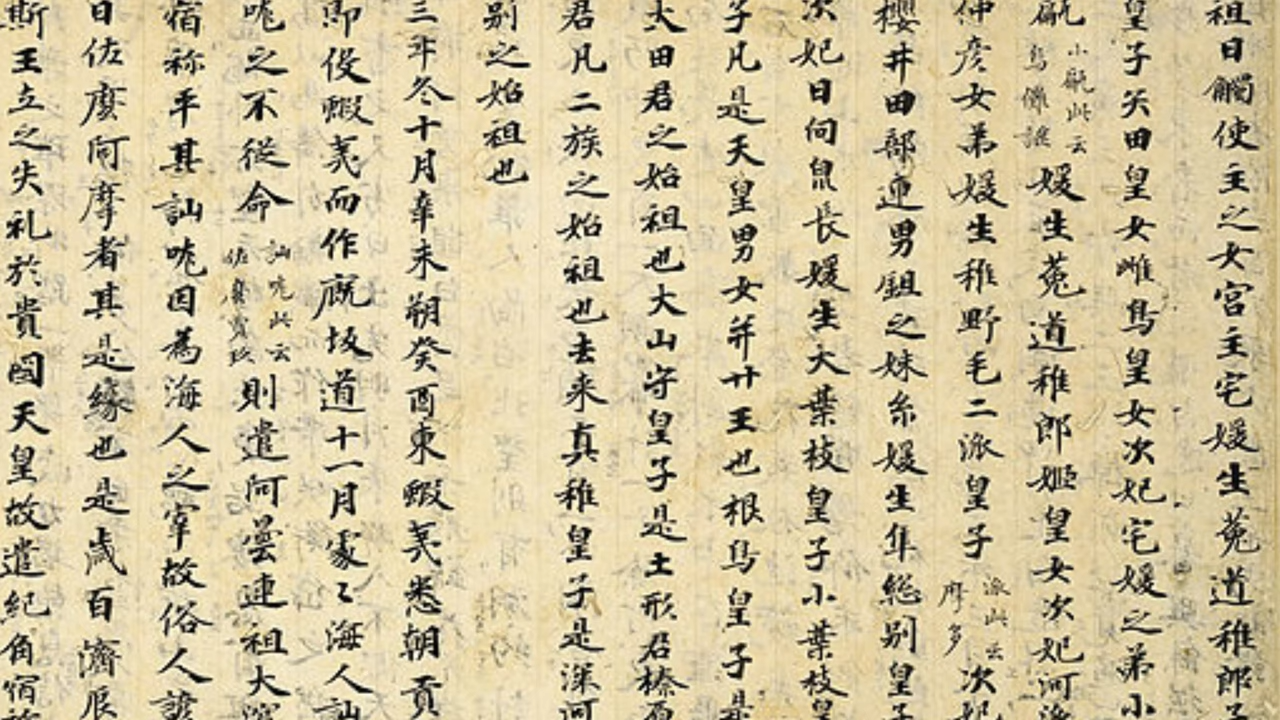 祖日觸使主之女宮主宅媛生菟道稚郎子
皇子矢田皇女雌鳥皇女次妃宅媛之弟小
甂 小甂此云 烏儺謎 媛生菟道稚郎姬皇女次妃河派
仲彥女弟媛生稚野毛二派皇子 派此云 摩多 次妃
櫻井田部連男鉏之妹糸媛生隼総別皇子
次妃日向泉長媛生大葉枝皇子小葉枝皇
子凡是天皇男女并廿王也根鳥皇子是
大田君之始祖也大山守皇子是土形君榛原
君凡二族之始祖也去来真稚皇子是深河
別之始祖也
三年冬十月辛未朔癸酉東蝦夷悉朝貢
即伇蝦夷而作厩坂道十一月處〻海人訕
哤之不從命 訕哤此云 佐麼賣玖 則遣阿曇連祖大濱
宿祢平其訕哤因為海人之宰故俗人諺
日佐麼阿摩者其是緣也是歲百濟辰
斯王立之失礼於貴國天皇故遣紀角宿祢